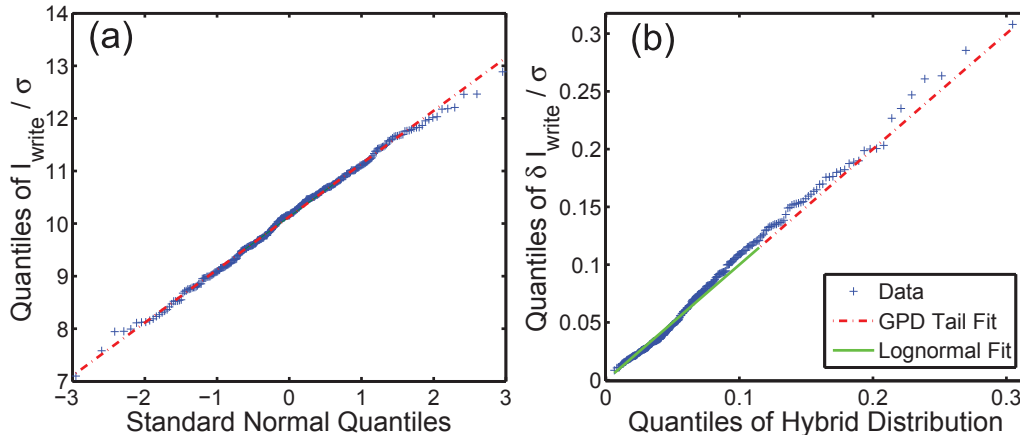 (a)
14
13
12
11
10
9
8
7
−3
−2
−1
0
1
2
3
Quantiles of I_write / σ
Standard Normal Quantiles
(b)
0.3
0.25
0.2
0.15
0.1
0.05
0
0
0.1
0.2
0.3
Quantiles of δ I_write / σ
Quantiles of Hybrid Distribution
Data
GPD Tail Fit
Lognormal Fit